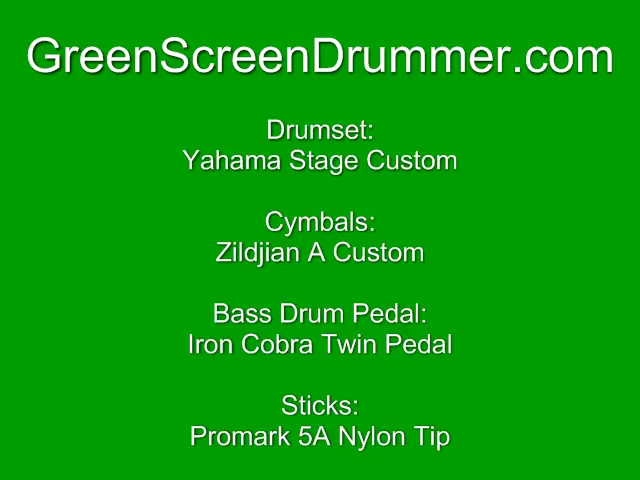 GreenScreenDrummer.com
Drumset:
Yahama Stage Custom
Cymbals:
Zildjian A Custom
Bass Drum Pedal:
Iron Cobra Twin Pedal
Sticks:
Promark 5A Nylon Tip